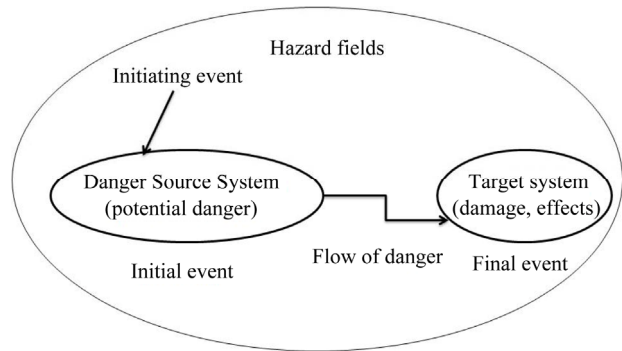 Hazard fields
Initiating event
Danger Source System
(potential danger)
Target system
(damage, effects)
Initial event
Flow of danger
Final event